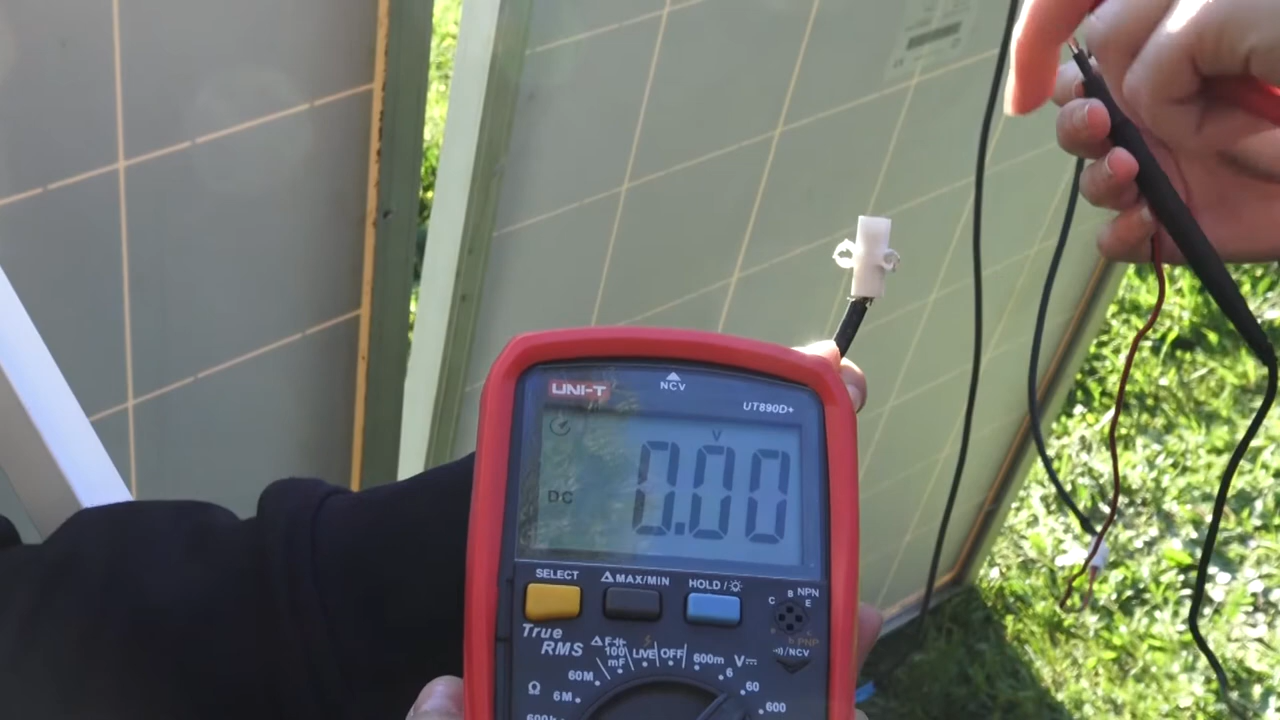 UNI-T
NCV
UT890D+
V
DC
0.00
SELECT
Δ MAX/MIN
HOLD /
True
RMS
Δ F
100
mF
LIVE
OFF
600m
V
6
60
600
60M
6M
600k
Ω
C
B
NPN
E
PNP
/NCV